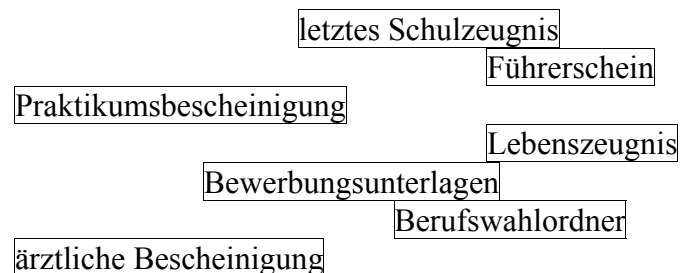 letztes Schulzeugnis
Führerschein
Praktikumsbescheinigung
Lebenszeugnis
Bewerbungsunterlagen
Berufswahlordner
ärztliche Bescheinigung